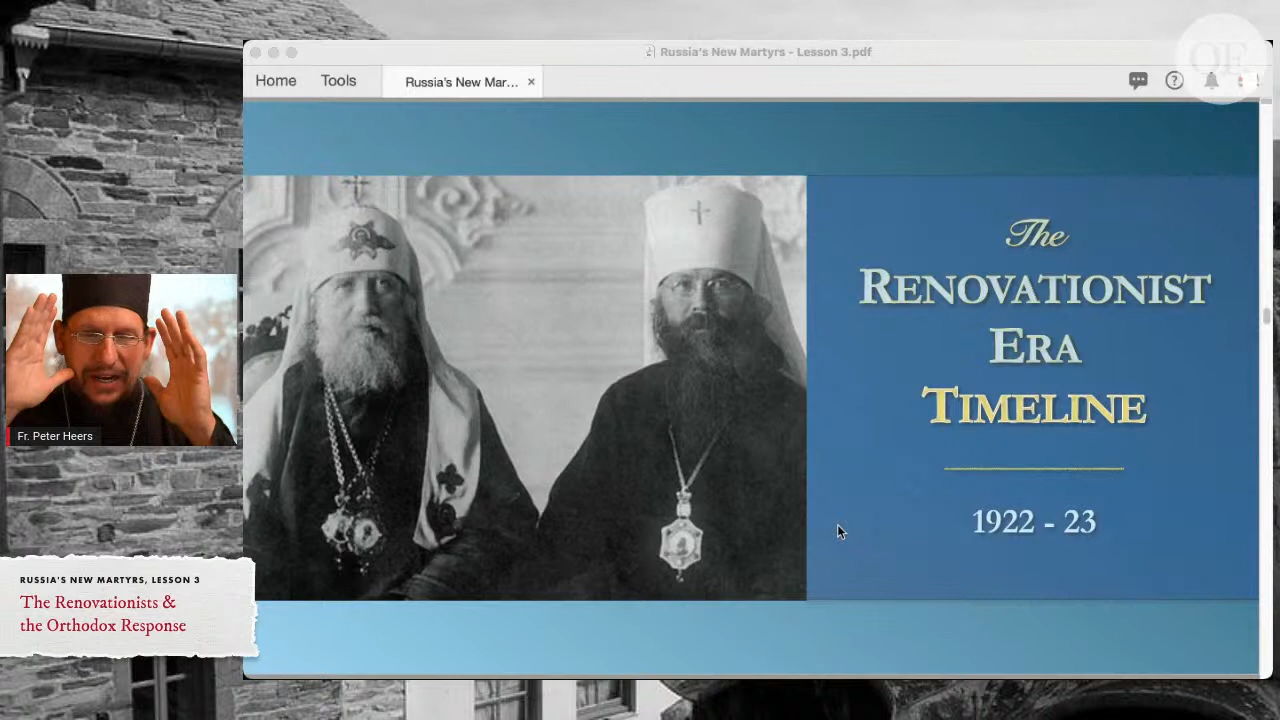 Russia's New Martyrs - Lesson 3.pdf
Home
Tools
Russia's New Mar...
×
?
OE
The
RENOVATIONIST
ERA
TIMELINE
1922 - 23
Fr. Peter Heers
RUSSIA'S NEW MARTYRS, LESSON 3
The Renovationists &
the Orthodox Response